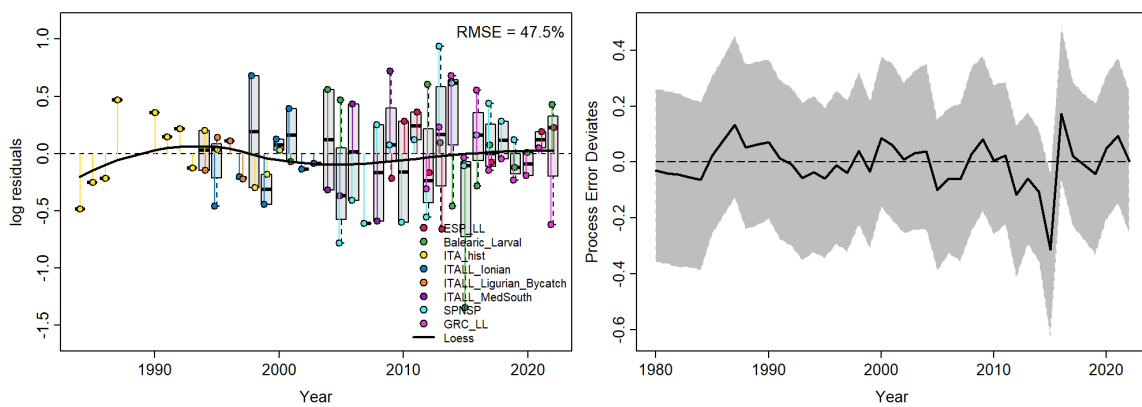 RMSE = 47.5%
log residuals
1.0
0.5
0.0
-0.5
-1.0
-1.5
ESP_LL
Balearic_Larval
ITA_hist
ITALL_Ionian
ITALL_Ligurian_Bycatch
ITALL_MedSouth
SPNSP
GRC_LL
Loess
1990 2000 2010 2020
Year
Process Error Deviates
0.4
0.2
0.0
-0.2
-0.4
-0.6
1980 1990 2000 2010 2020
Year